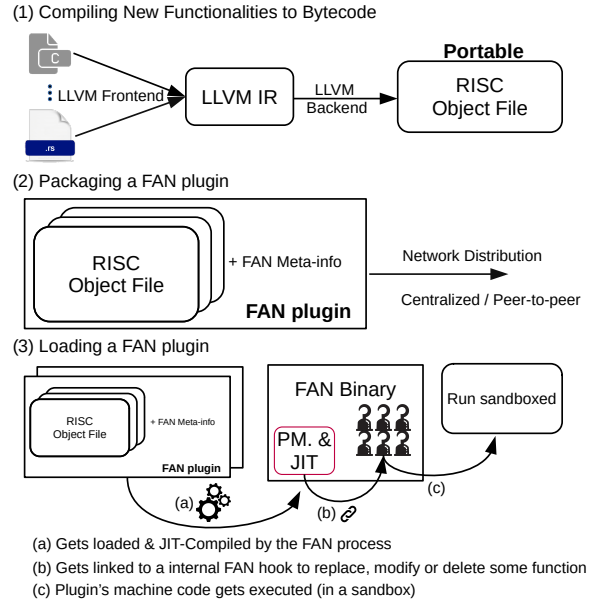 (1) Compiling New Functionalities to Bytecode
C
LLVM Frontend
.rs
LLVM IR
LLVM
Backend
Portable
RISC
Object File
(2) Packaging a FAN plugin
RISC
Object File
+ FAN Meta-info
FAN plugin
Network Distribution
Centralized / Peer-to-peer
(3) Loading a FAN plugin
RISC
Object File
+ FAN Meta-info
FAN plugin
FAN Binary
PM. &
JIT
Run sandboxed
(a)
(b)
(c)
(a) Gets loaded & JIT-Compiled by the FAN process
(b) Gets linked to a internal FAN hook to replace, modify or delete some function
(c) Plugin's machine code gets executed (in a sandbox)